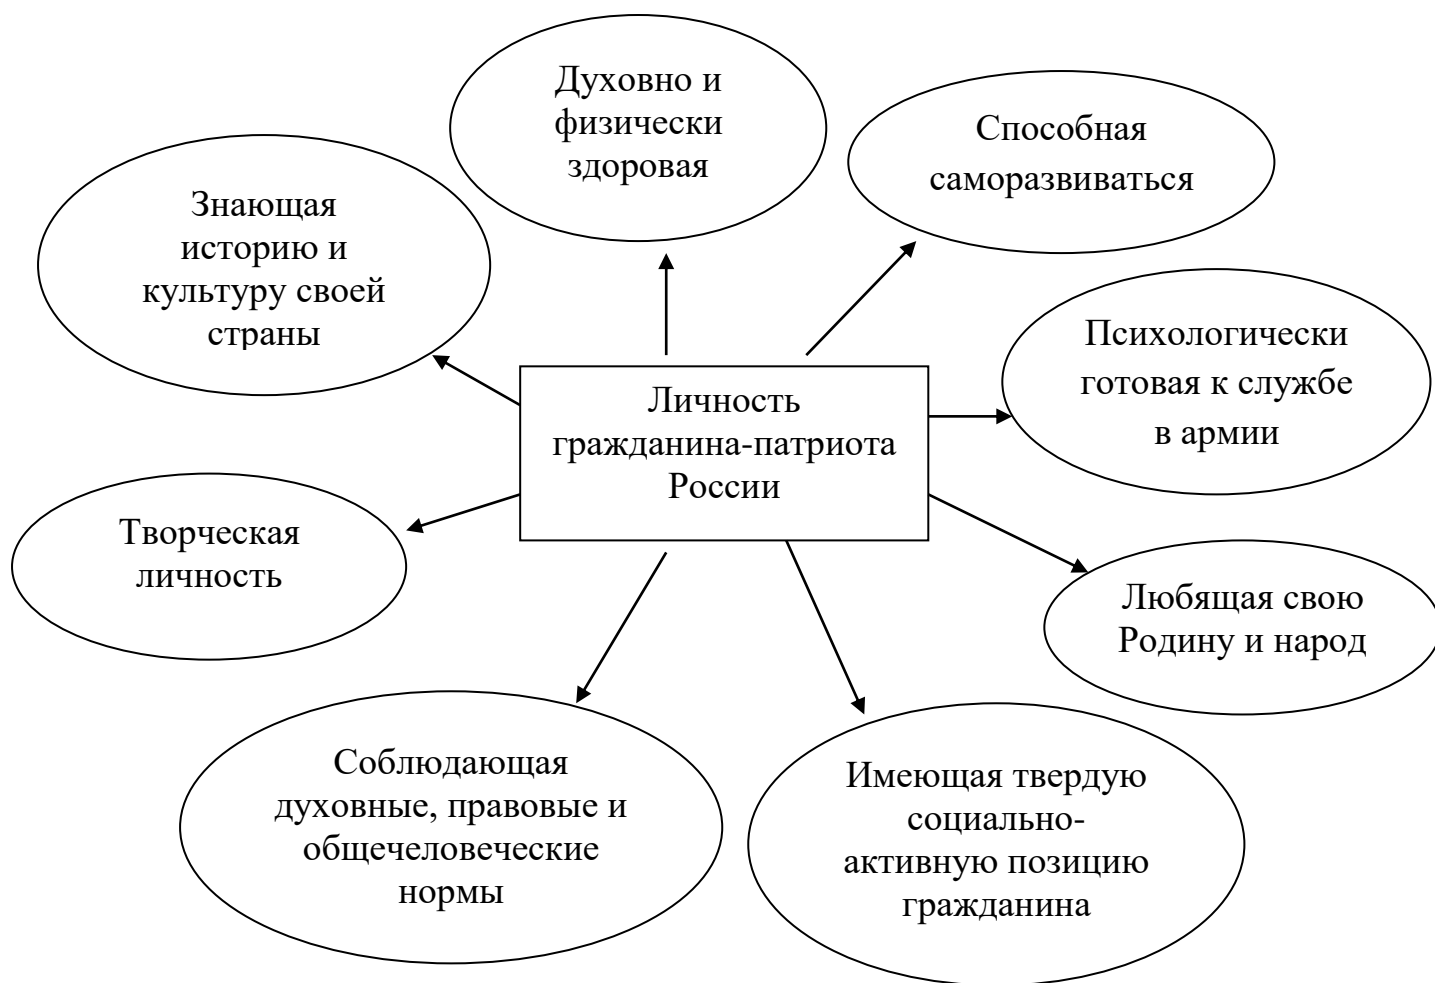 Духовно и
физически
здоровая
Способная
саморазвиваться
Знающая
историю и
культуру своей
страны
Психологически
готовая к службе
в армии
Личность
гражданина-патриота
России
Творческая
личность
Любящая свою
Родину и народ
Соблюдающая
духовные, правовые и
общечеловеческие
нормы
Имеющая твердую
социально-
активную позицию
гражданина